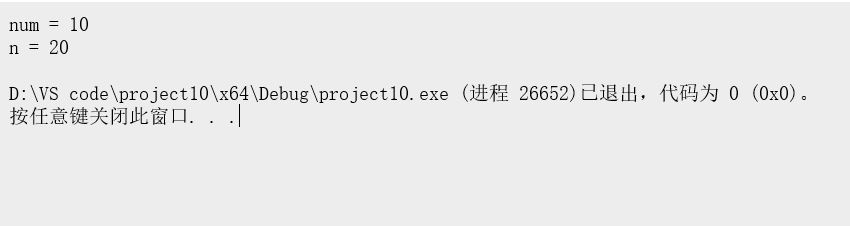 num = 10
n = 20
D:\VS code\project10\x64\Debug\project10.exe (进程 26652)已退出，代码为 0 (0x0)。
按任意键关闭此窗口. . .